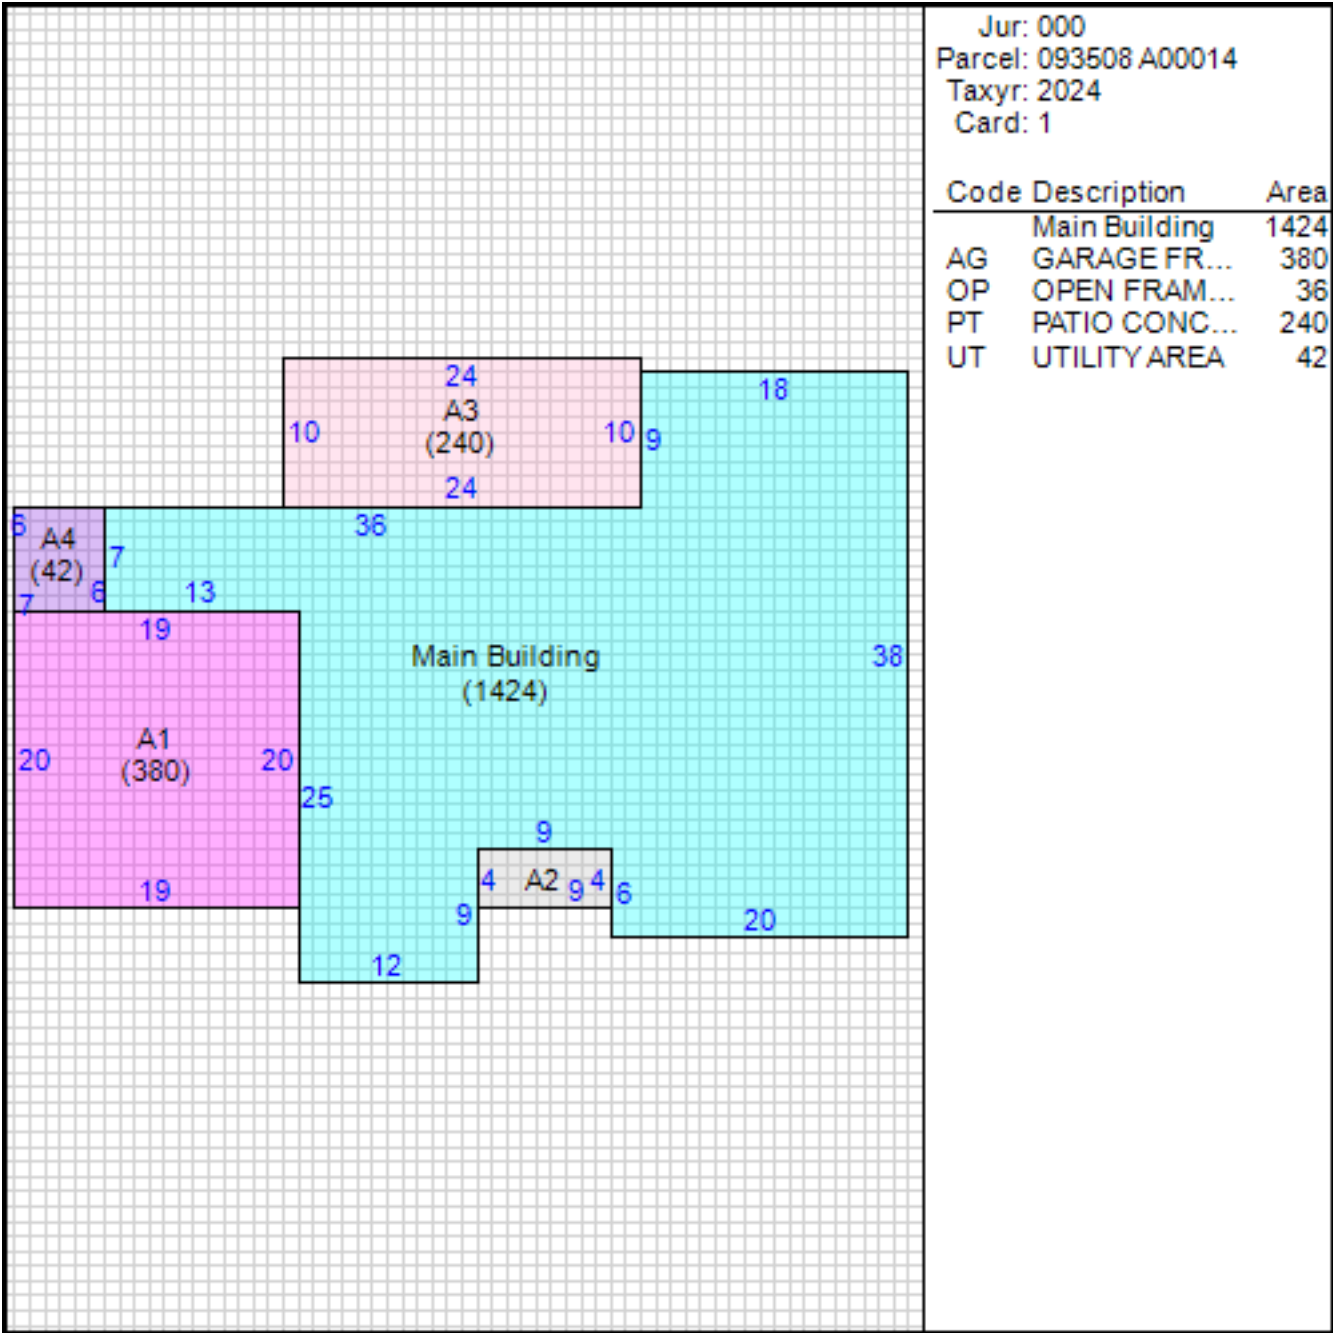 Jur: 000
Parcel: 093508 A00014
Taxyr: 2024
Card: 1
Code Description Area
Main Building 1424
AG GARAGE FR... 380
OP OPEN FRAM... 36
PT PATIO CONC... 240
UT UTILITY AREA 42
24
18
A3
10 10 9
(240)
24
6 36
A4
7
(42)
6 13
7
19
Main Building
38
(1424)
A1
20 20
(380)
25
9
4 A2 9 4 6
19
9 20
12